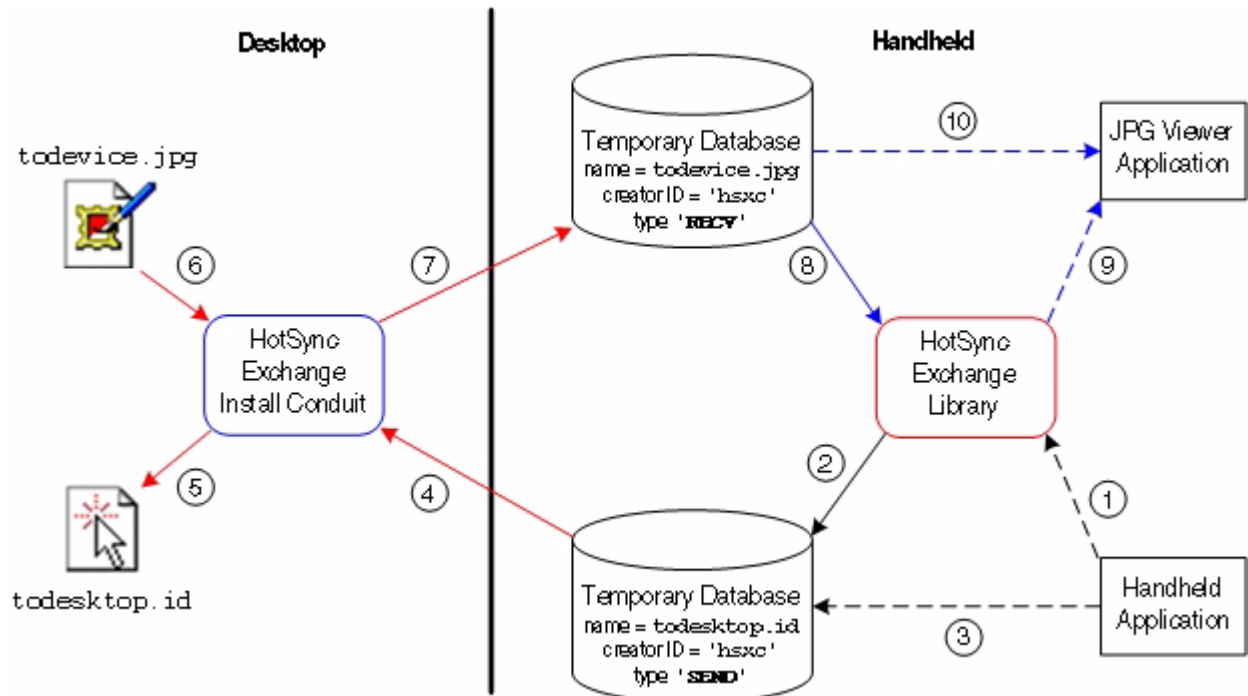 Desktop
Handheld
todevice.jpg
6
7
HotSync
Exchange
Install Conduit
5
4
todesktop.id
Temporary Database
name = todevice.jpg
creatorID = 'hsxc'
type 'RECV'
10
JPG Viewer
Application
8
9
HotSync
Exchange
Library
2
1
Temporary Database
name = todesktop.id
creatorID = 'hsxc'
type 'SEND'
3
Handheld
Application